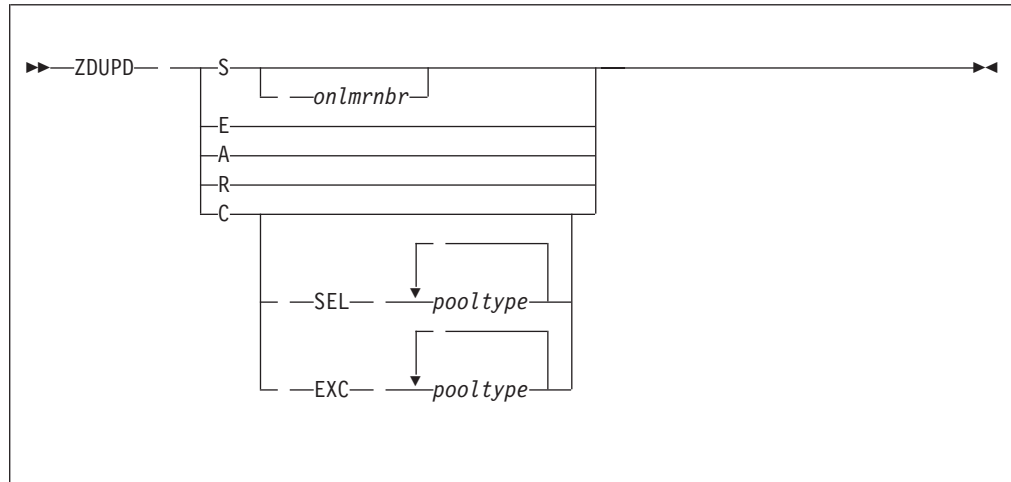 ZDUPD S
onlmrnbr
E
A
R
C
SEL pooltype
EXC pooltype